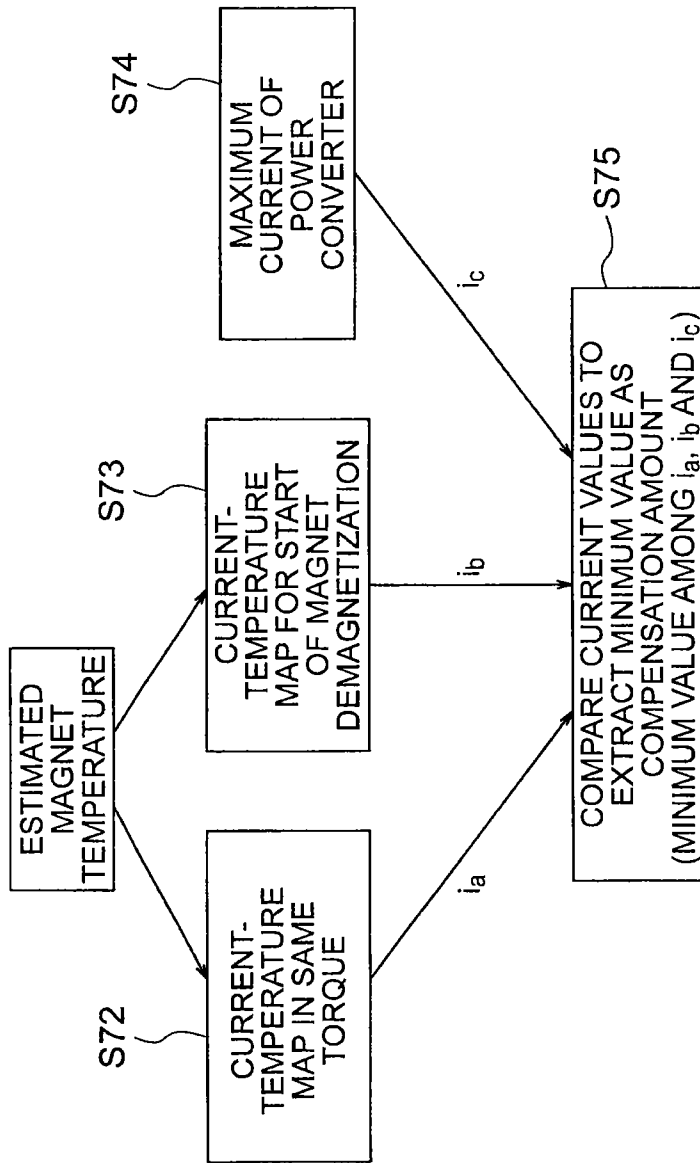 ESTIMATED
MAGNET
TEMPERATURE
S72
CURRENT-
TEMPERATURE
MAP IN SAME
TORQUE
S73
CURRENT-
TEMPERATURE
MAP FOR START
OF MAGNET
DEMAGNETIZATION
S74
MAXIMUM
CURRENT OF
POWER
CONVERTER
ia
ib
ic
S75
COMPARE CURRENT VALUES TO
EXTRACT MINIMUM VALUE AS
COMPENSATION AMOUNT
(MINIMUM VALUE AMONG ia, ib AND ic)